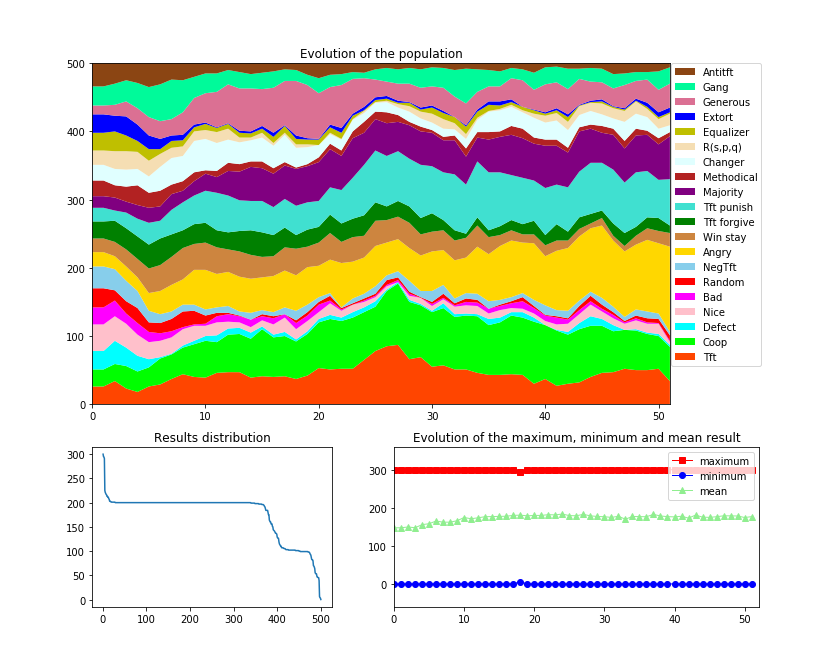 Evolution of the population
500
400
300
200
100
0
0 10 20 30 40 50
Antitft
Gang
Generous
Extort
Equalizer
R(s,p,q)
Changer
Methodical
Majority
Tft punish
Tft forgive
Win stay
Angry
NegTft
Random
Bad
Nice
Defect
Coop
Tft
Results distribution
300
250
200
150
100
50
0
0 100 200 300 400 500
Evolution of the maximum, minimum and mean result
300
200
100
0
0 10 20 30 40 50
maximum
minimum
mean